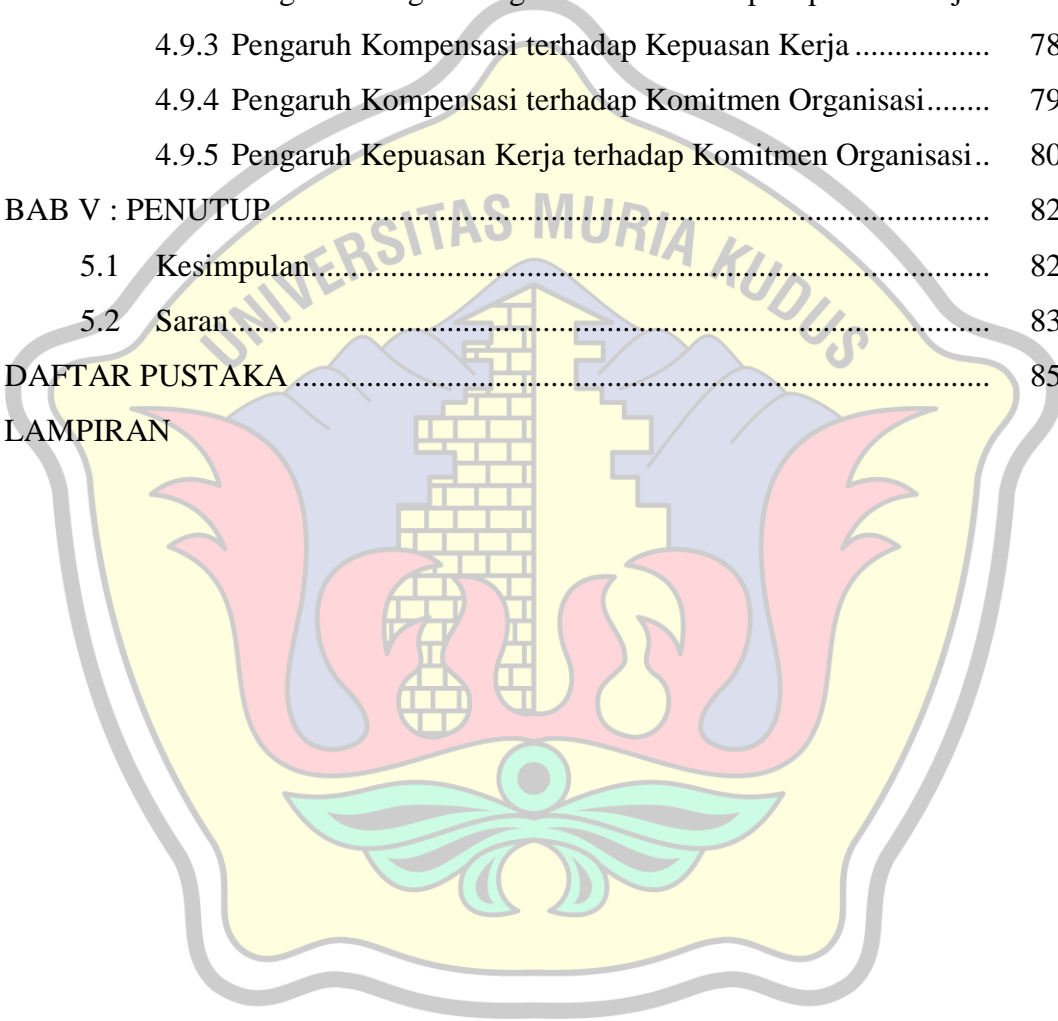 4.9.3 Pengaruh Kompensasi terhadap Kepuasan Kerja ................. 78
4.9.4 Pengaruh Kompensasi terhadap Komitmen Organisasi........ 79
4.9.5 Pengaruh Kepuasan Kerja terhadap Komitmen Organisasi.. 80
BAB V : PENUTUP............................................................................................ 82
5.1 Kesimpulan....................................................................................... 82
5.2 Saran.................................................................................................. 83
DAFTAR PUSTAKA ......................................................................................... 85
LAMPIRAN
UNIVERSITAS MURIA KUDUS